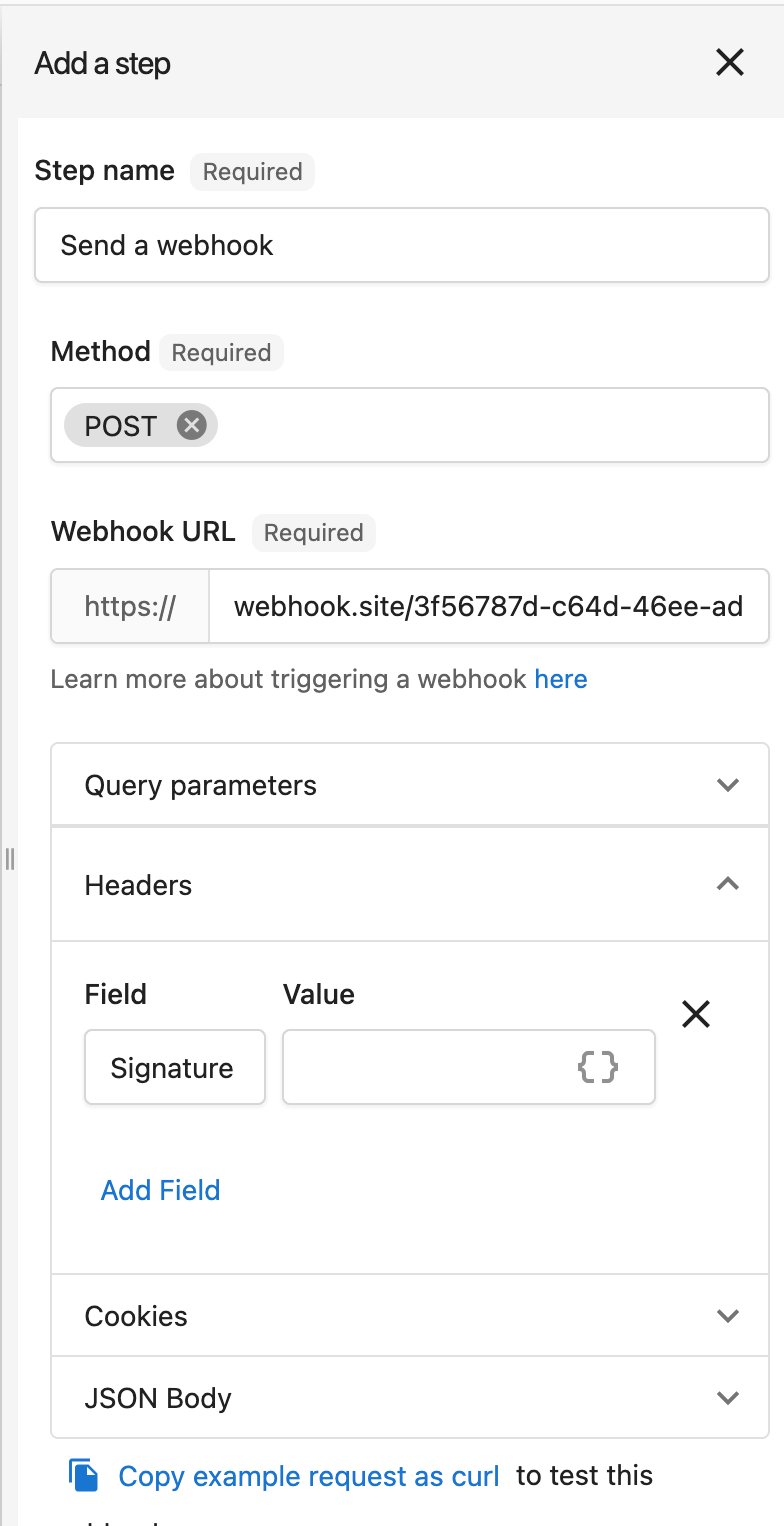 Add a step
Step name Required
Send a webhook
Method Required
POST
Webhook URL Required
https:// webhook.site/3f56787d-c64d-46ee-ad
Learn more about triggering a webhook here
Query parameters
Headers
Field Value
Signature {}
Add Field
Cookies
JSON Body
Copy example request as curl to test this